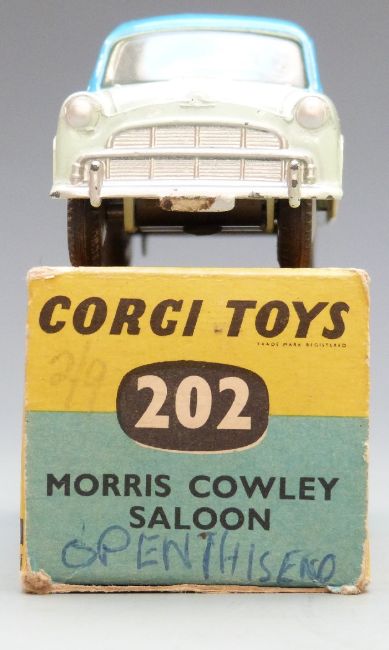 CORGI TOYS
TRADE MARK REGISTERED
2/9
202
MORRIS COWLEY
SALOON
OPEN THIS END